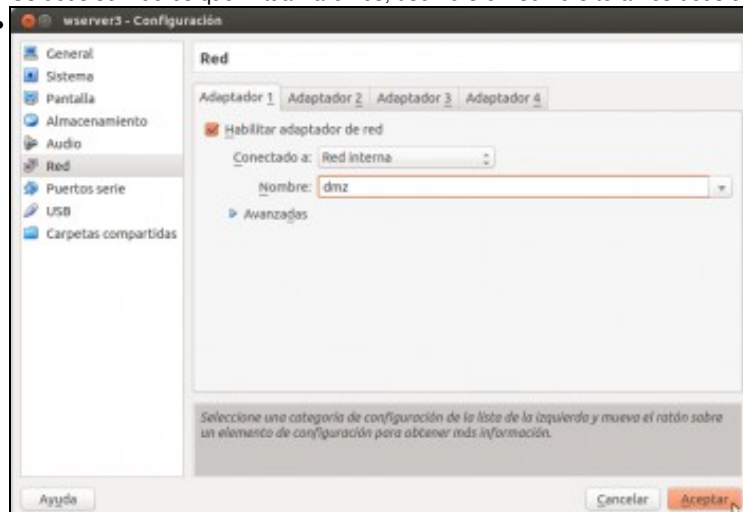 wserver3 - Configuración
General
Sistema
Pantalla
Almacenamiento
Audio
Red
Puertos serie
USB
Carpetas compartidas
Red
Adaptador 1 Adaptador 2 Adaptador 3 Adaptador 4
Habilitar adaptador de red
Conectado a: Red interna
Nombre: dmz
Avanzadas
Seleccione una categoría de configuración de la lista de la izquierda y mueva el ratón sobre
un elemento de configuración para obtener más información.
Ayuda
Cancelar
Aceptar